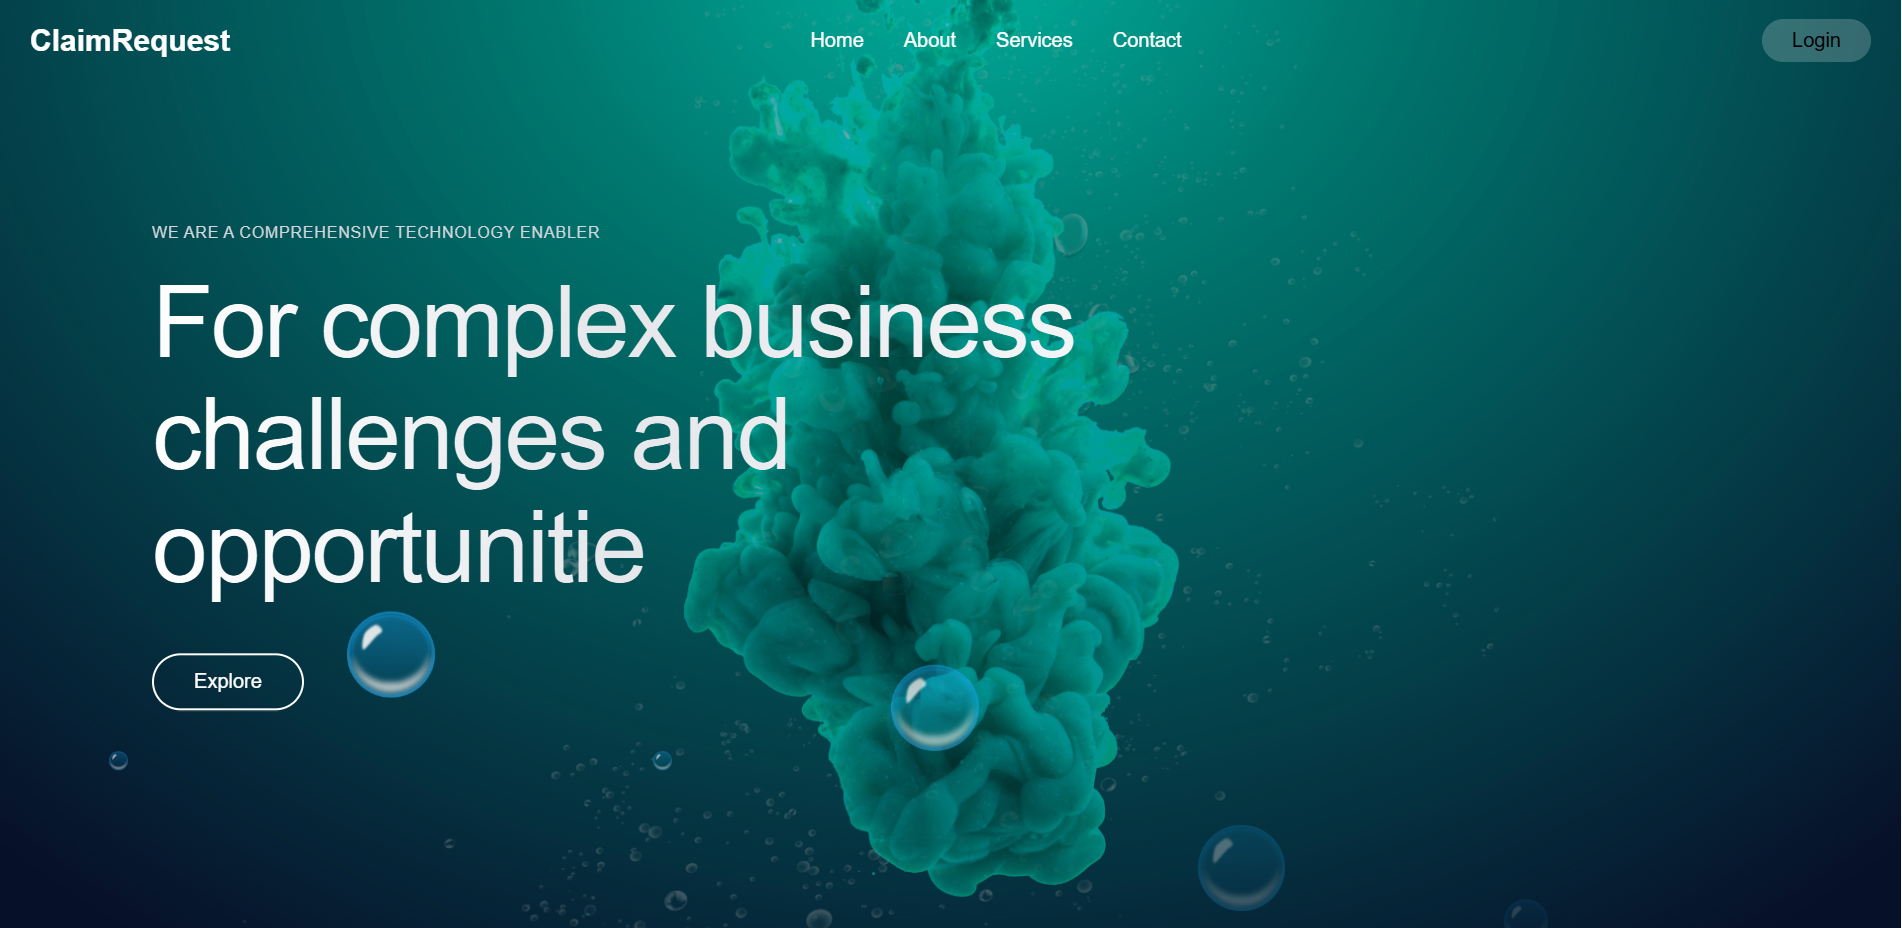 ClaimRequest
Home About Services Contact
Login
WE ARE A COMPREHENSIVE TECHNOLOGY ENABLER
For complex business
challenges and
opportunitie
Explore